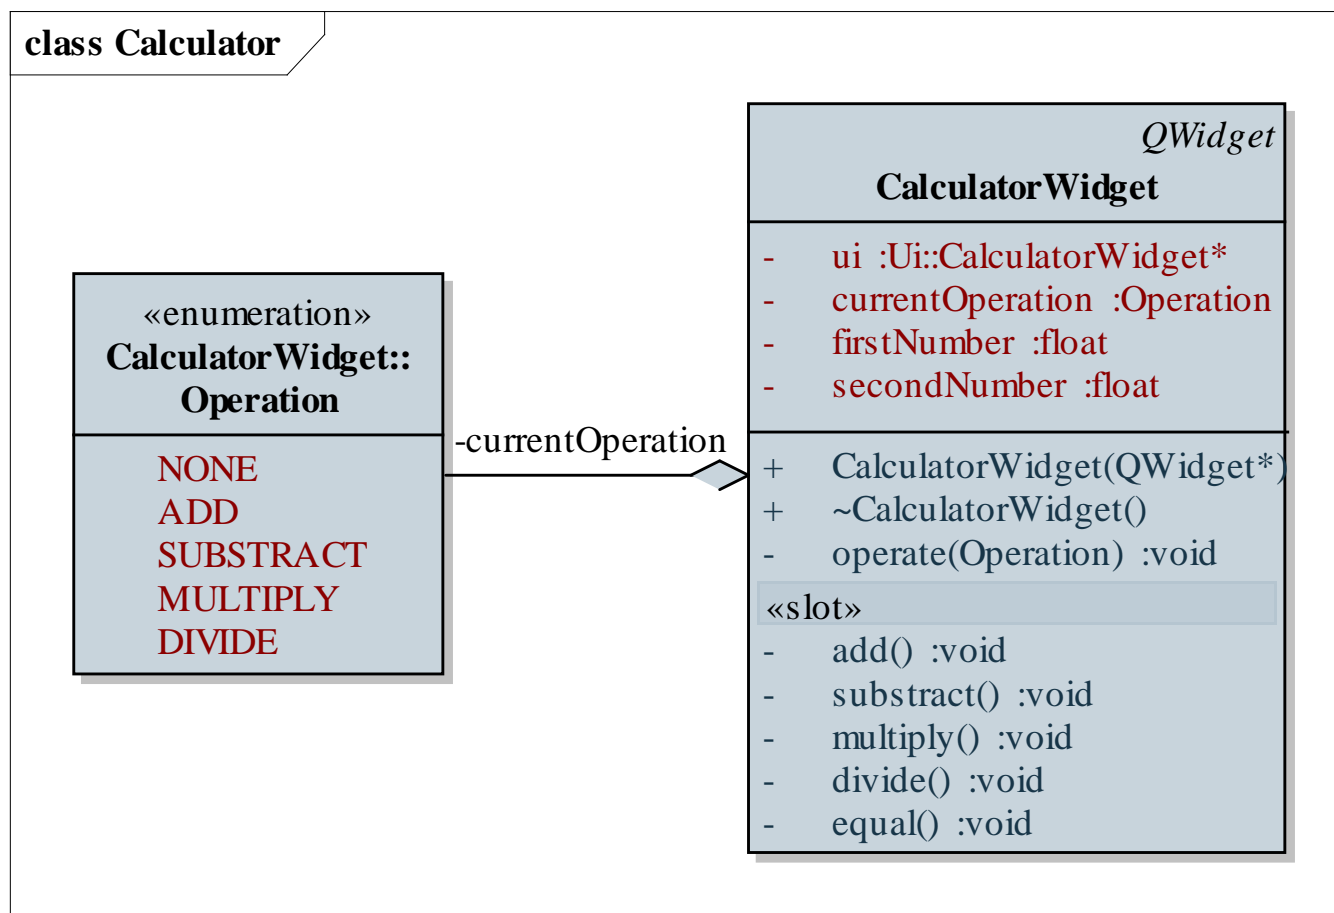 class Calculator
«enumeration»
CalculatorWidget::
Operation
NONE
ADD
SUBSTRACT
MULTIPLY
DIVIDE
-currentOperation
QWidget
CalculatorWidget
- ui :Ui::CalculatorWidget*
- currentOperation :Operation
- firstNumber :float
- secondNumber :float
+ CalculatorWidget(QWidget*)
+ ~CalculatorWidget()
- operate(Operation) :void
«slot»
- add() :void
- substract() :void
- multiply() :void
- divide() :void
- equal() :void